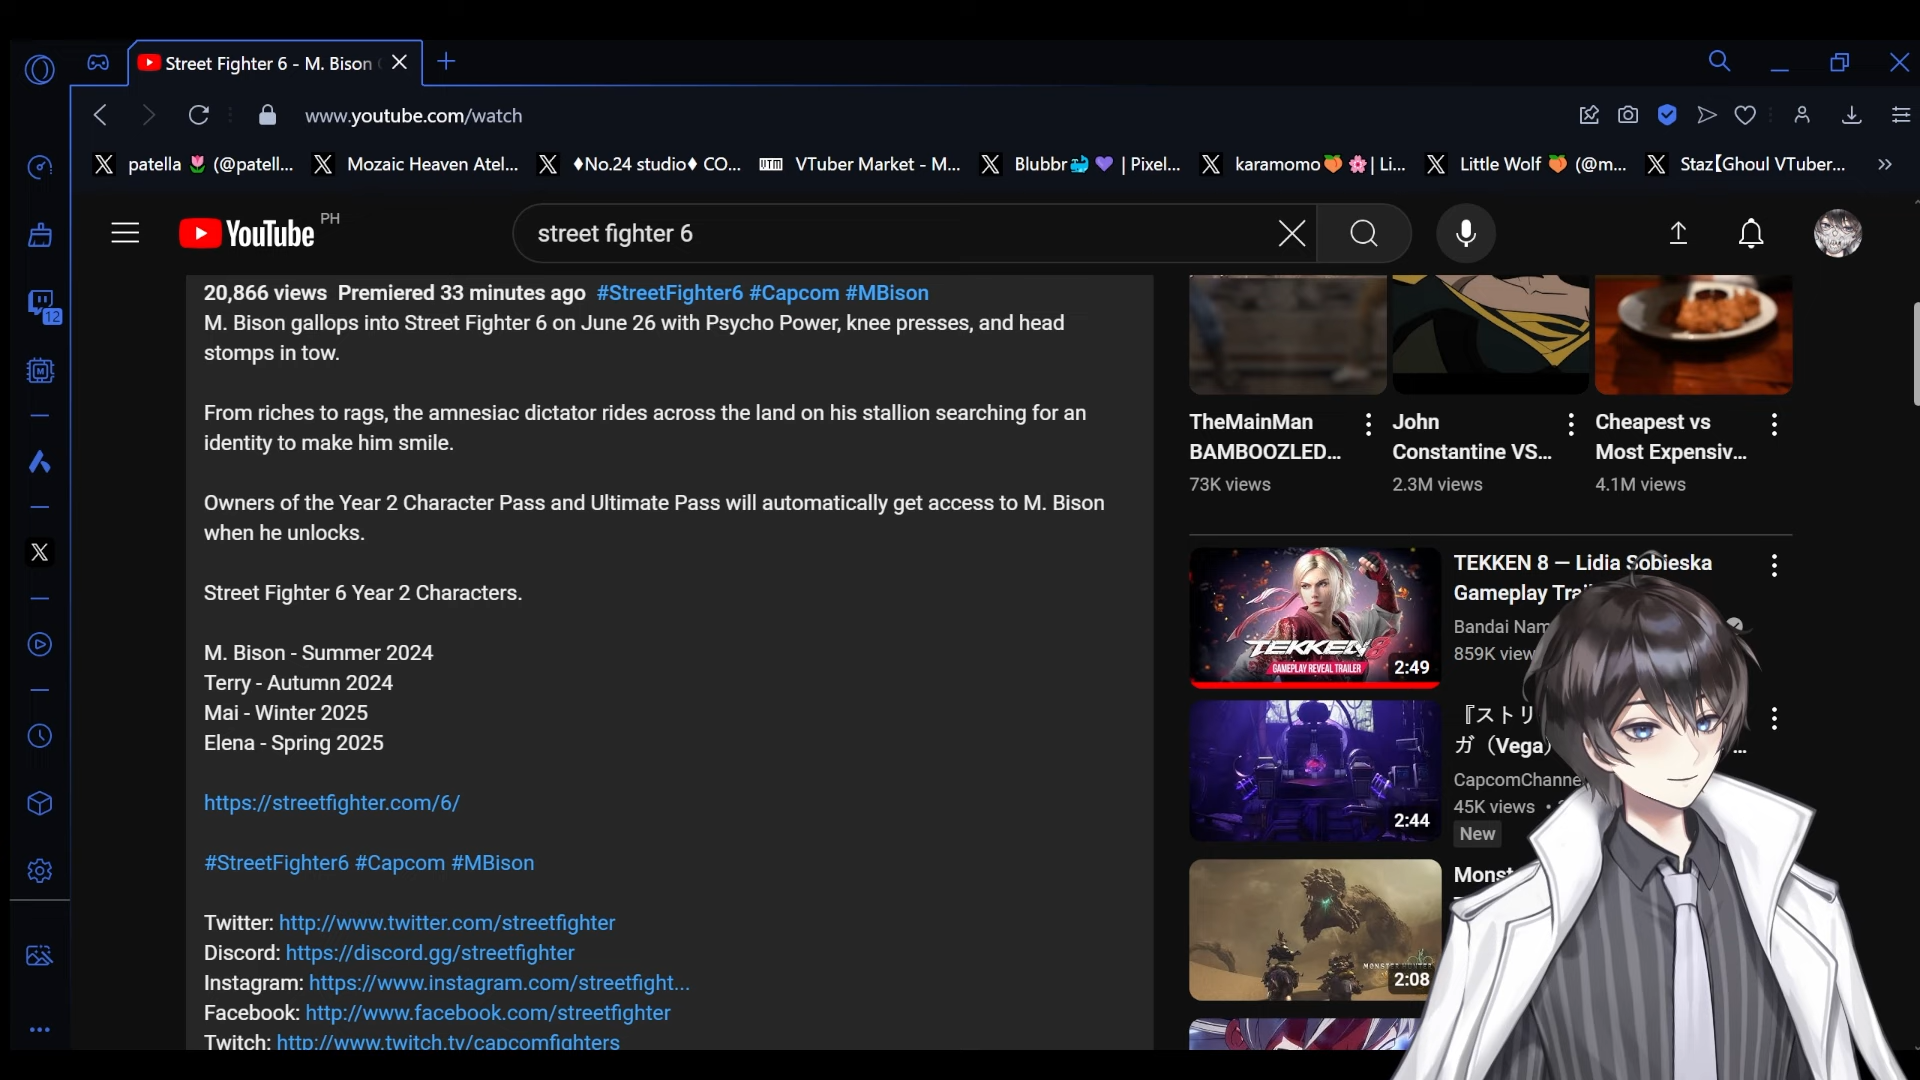 Street Fighter 6 - M. Bison
www.youtube.com/watch
patella 🌷 (@patell...
Mozaic Heaven Atel...
♦No.24 studio♦ CO...
VTuber Market - M...
Blubbr🐳 💜 | Pixel...
karamomo🍑 🌸| Li...
Little Wolf 🍑 (@m...
Staz【Ghoul VTuber...
YouTube PH
street fighter 6
12
20,866 views Premiered 33 minutes ago #StreetFighter6 #Capcom #MBison
M. Bison gallops into Street Fighter 6 on June 26 with Psycho Power, knee presses, and head
stomps in tow.
From riches to rags, the amnesiac dictator rides across the land on his stallion searching for an
identity to make him smile.
Owners of the Year 2 Character Pass and Ultimate Pass will automatically get access to M. Bison
when he unlocks.
Street Fighter 6 Year 2 Characters.
M. Bison - Summer 2024
Terry - Autumn 2024
Mai - Winter 2025
Elena - Spring 2025
https://streetfighter.com/6/
#StreetFighter6 #Capcom #MBison
Twitter: http://www.twitter.com/streetfighter
Discord: https://discord.gg/streetfighter
Instagram: https://www.instagram.com/streetfight...
Facebook: http://www.facebook.com/streetfighter
Twitch: http://www.twitch.tv/capcomfighters
TheMainMan
BAMBOOZLED...
73K views
John
Constantine VS...
2.3M views
Cheapest vs
Most Expensiv...
4.1M views
TEKKEN 8
GAMEPLAY REVEAL TRAILER
2:49
TEKKEN 8 — Lidia Sobieska
Gameplay
Bandai
859K
2:44
『ストリ
ガ（Vega）
...
45K views
New
MONSTER HUNTER
2:08